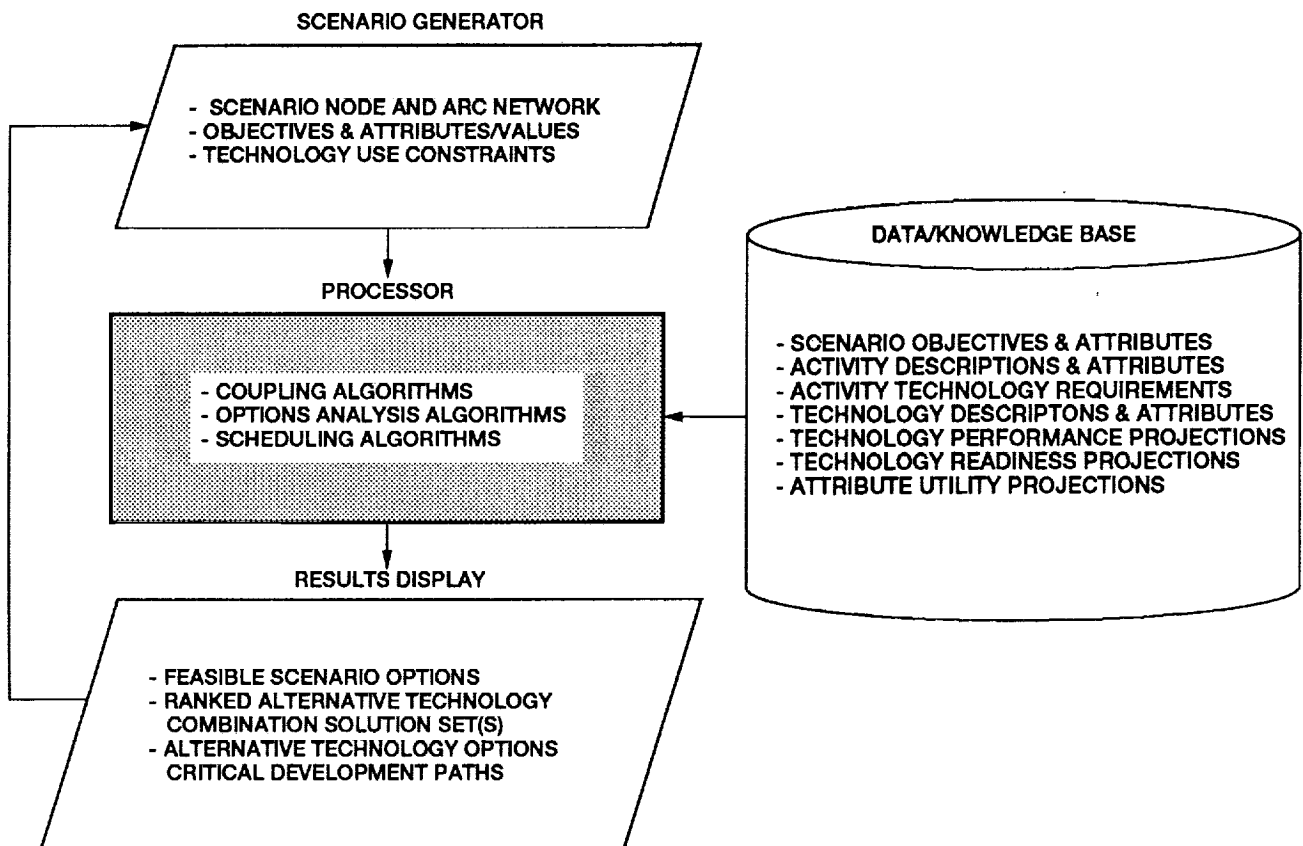 SCENARIO GENERATOR
- SCENARIO NODE AND ARC NETWORK
- OBJECTIVES & ATTRIBUTES/VALUES
- TECHNOLOGY USE CONSTRAINTS
PROCESSOR
- COUPLING ALGORITHMS
- OPTIONS ANALYSIS ALGORITHMS
- SCHEDULING ALGORITHMS
DATA/KNOWLEDGE BASE
- SCENARIO OBJECTIVES & ATTRIBUTES
- ACTIVITY DESCRIPTIONS & ATTRIBUTES
- ACTIVITY TECHNOLOGY REQUIREMENTS
- TECHNOLOGY DESCRIPTONS & ATTRIBUTES
- TECHNOLOGY PERFORMANCE PROJECTIONS
- TECHNOLOGY READINESS PROJECTIONS
- ATTRIBUTE UTILITY PROJECTIONS
RESULTS DISPLAY
- FEASIBLE SCENARIO OPTIONS
- RANKED ALTERNATIVE TECHNOLOGY
COMBINATION SOLUTION SET(S)
- ALTERNATIVE TECHNOLOGY OPTIONS
CRITICAL DEVELOPMENT PATHS